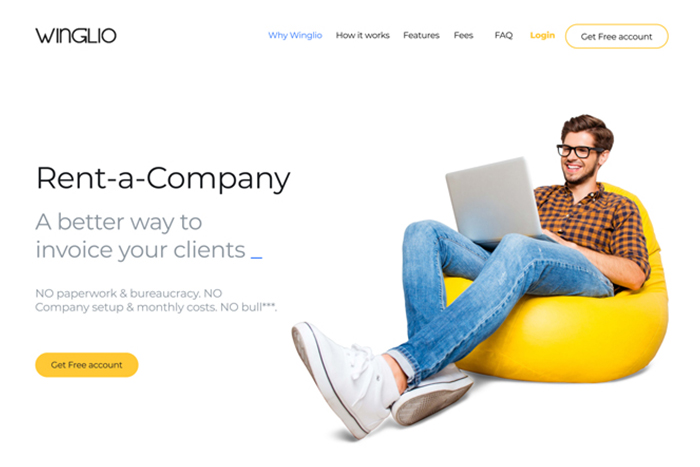 WINGLIO
Why Winglio How it works Features Fees FAQ Login Get Free account
Rent-a-Company
A better way to
invoice your clients _
NO paperwork & bureaucracy. NO
Company setup & monthly costs. NO bull***.
Get Free account